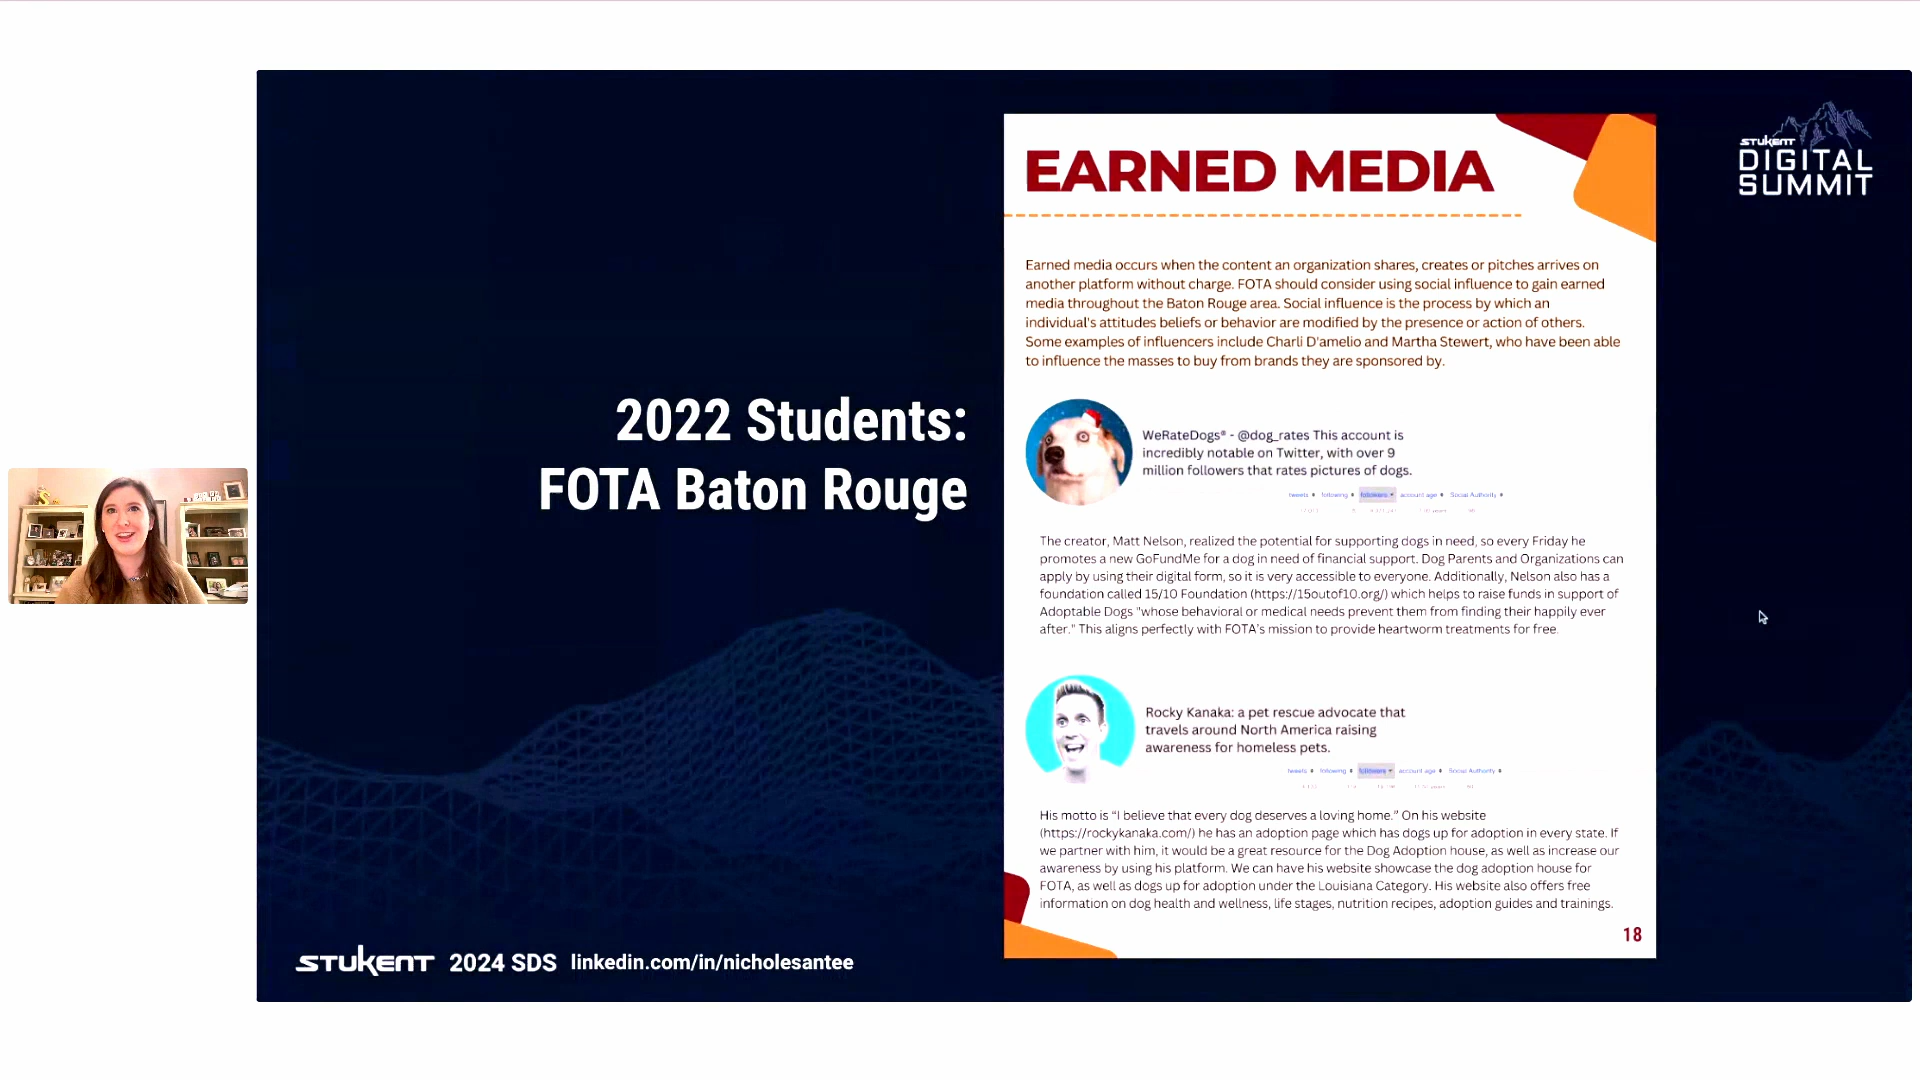 STUKENT
DIGITAL
SUMMIT
2022 Students:
FOTA Baton Rouge
EARNED MEDIA
Earned media occurs when the content an organization shares, creates or pitches arrives on
another platform without charge. FOTA should consider using social influence to gain earned
media throughout the Baton Rouge area. Social influence is the process by which an
individual's attitudes beliefs or behavior are modified by the presence or action of others.
Some examples of influencers include Charli D'amelio and Martha Stewert, who have been able
to influence the masses to buy from brands they are sponsored by.
WeRateDogs® - @dog_rates This account is
incredibly notable on Twitter, with over 9
million followers that rates pictures of dogs.
tweets following followers account age Social Authority
The creator, Matt Nelson, realized the potential for supporting dogs in need, so every Friday he
promotes a new GoFundMe for a dog in need of financial support. Dog Parents and Organizations can
apply by using their digital form, so it is very accessible to everyone. Additionally, Nelson also has a
foundation called 15/10 Foundation (https://15outof10.org/) which helps to raise funds in support of
Adoptable Dogs "whose behavioral or medical needs prevent them from finding their happily ever
after." This aligns perfectly with FOTA's mission to provide heartworm treatments for free.
Rocky Kanaka: a pet rescue advocate that
travels around North America raising
awareness for homeless pets.
tweets following followers account age Social Authority
His motto is “I believe that every dog deserves a loving home.” On his website
(https://rockykanaka.com/) he has an adoption page which has dogs up for adoption in every state. If
we partner with him, it would be a great resource for the Dog Adoption house, as well as increase our
awareness by using his platform. We can have his website showcase the dog adoption house for
FOTA, as well as dogs up for adoption under the Louisiana Category. His website also offers free
information on dog health and wellness, life stages, nutrition recipes, adoption guides and trainings.
18
STUKENT 2024 SDS linkedin.com/in/nicholesantee